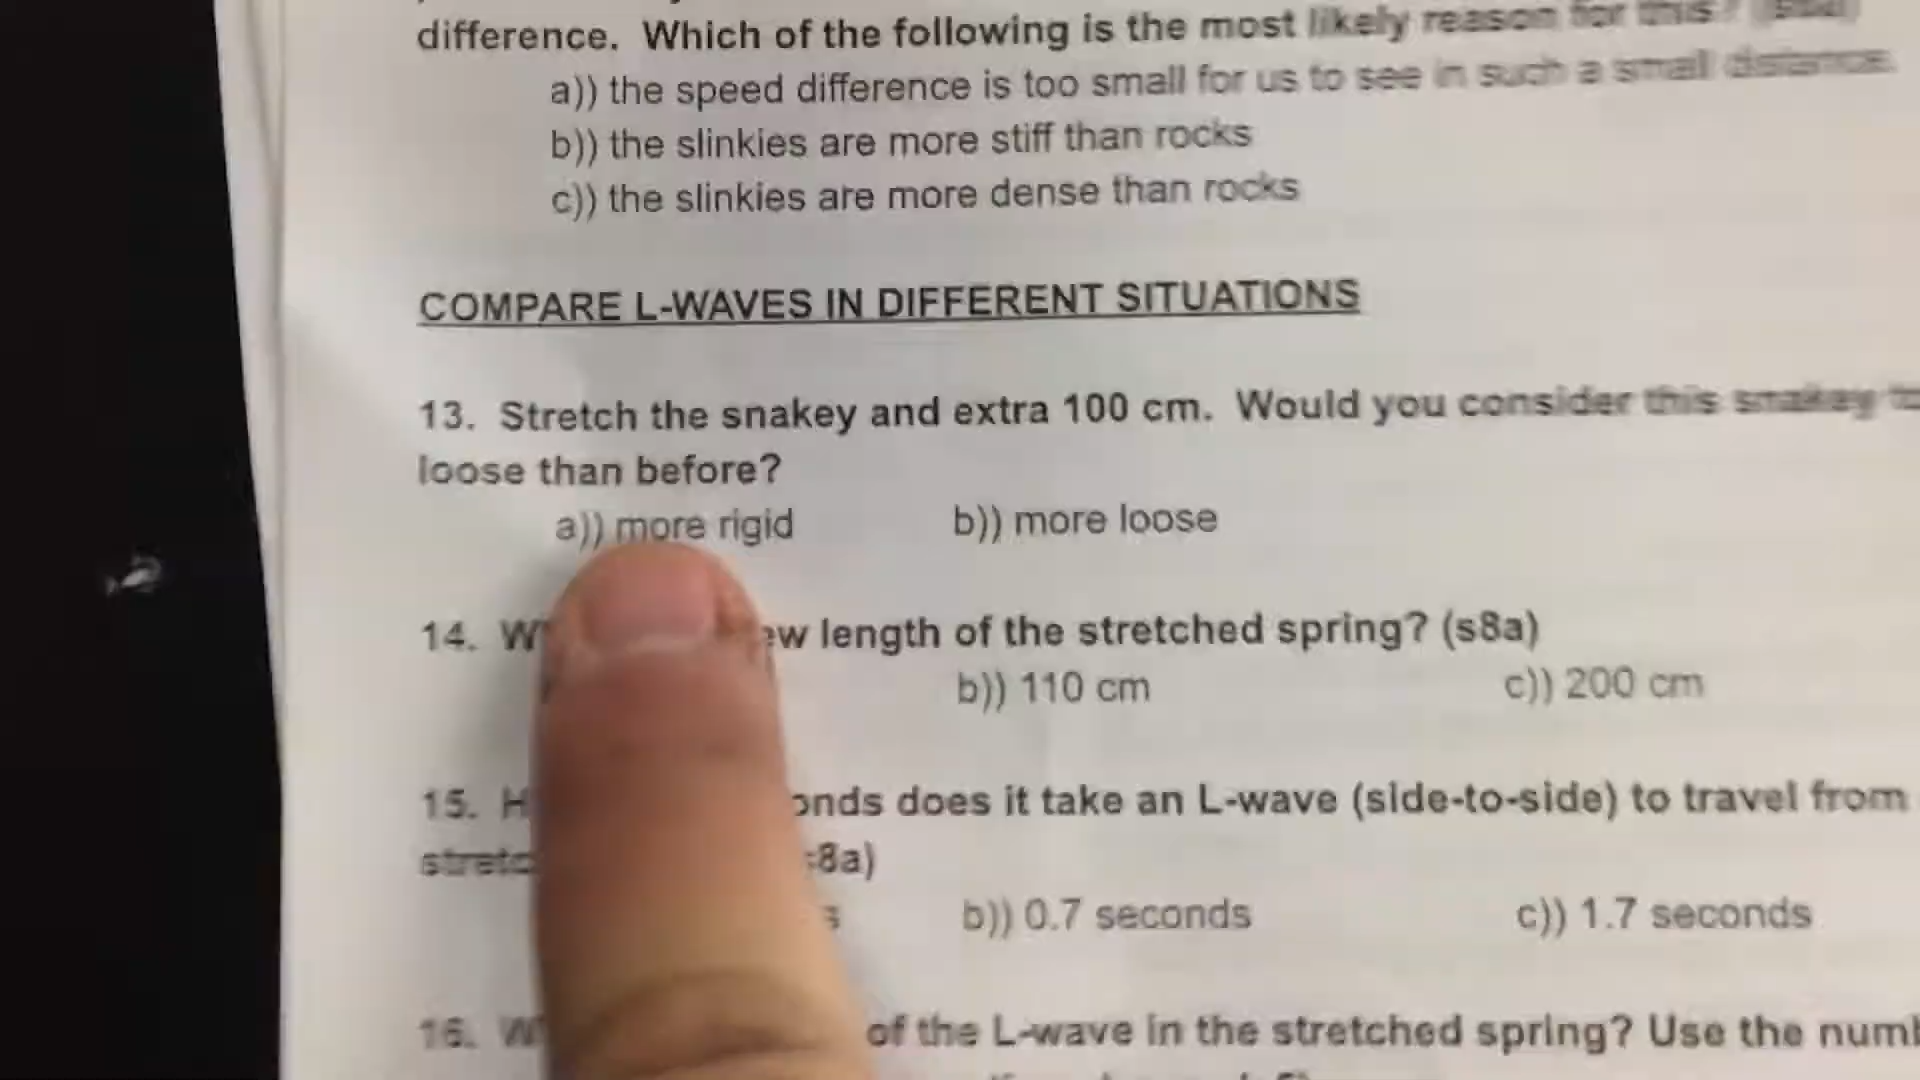 difference. Which of the following is the most likely reason for this?
a)) the speed difference is too small for us to see in such a small distance.
b)) the slinkies are more stiff than rocks
c)) the slinkies are more dense than rocks
COMPARE L-WAVES IN DIFFERENT SITUATIONS
13. Stretch the snakey and extra 100 cm. Would you consider this snakey to
loose than before?
a)) more rigid b)) more loose
14. W ew length of the stretched spring? (s8a)
b)) 110 cm c)) 200 cm
15. H onds does it take an L-wave (side-to-side) to travel from
stretc s8a)
s b)) 0.7 seconds c)) 1.7 seconds
16. W of the L-wave in the stretched spring? Use the numb